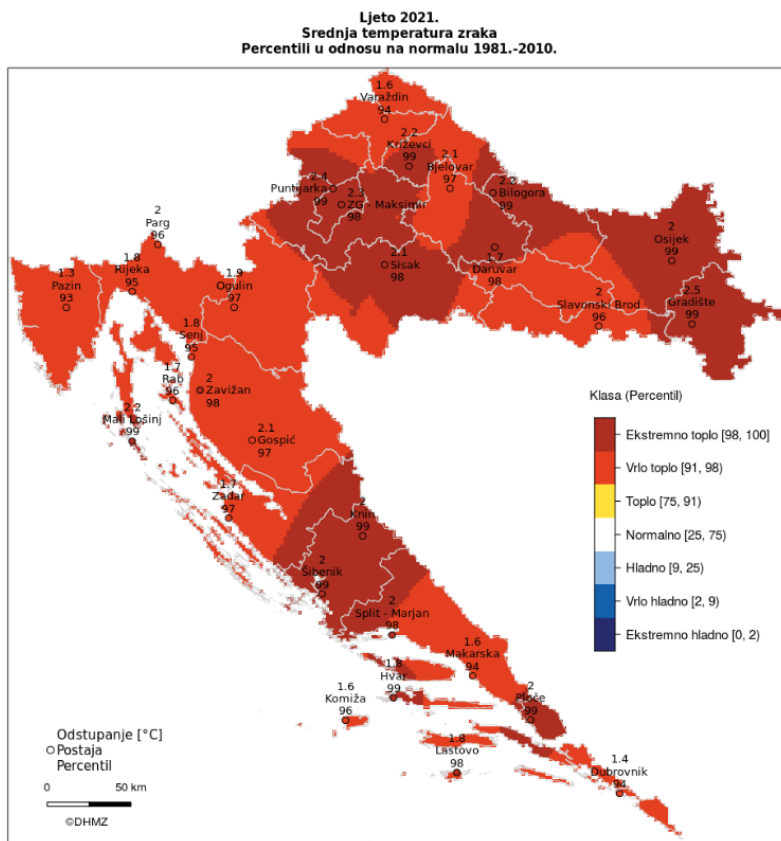 Ljeto 2021.
Srednja temperatura zraka
Percentili u odnosu na normalu 1981.-2010.
1.6
Varaždin
94
2.2
Križevci
99
2.1
Bjelovar
97
2.4
Puntijarka
99
2.3
ZG - Maksimir
98
2.2
Bilogora
99
2
Parg
96
2.1
Sisak
98
1.7
Daruvar
98
2
Osijek
99
1.3
Pazin
93
1.8
Rijeka
95
1.9
Ogulin
97
2
Slavonski Brod
96
2.5
Gradište
99
1.8
Senj
95
1.7
Rab
96
2
Zavižan
98
2.2
Mali Lošinj
99
2.1
Gospić
97
1.7
Zadar
97
2
Knin
99
2
Šibenik
99
2
Split - Marjan
98
1.6
Makarska
94
1.8
Hvar
99
1.6
Komiža
96
2
Ploče
99
1.8
Lastovo
98
1.4
Dubrovnik
94
Klasa (Percentil)
Ekstremno toplo [98, 100]
Vrlo toplo [91, 98)
Toplo [75, 91)
Normalno [25, 75)
Hladno [9, 25)
Vrlo hladno [2, 9)
Ekstremno hladno [0, 2)
Odstupanje [°C]
Postaja
Percentil
0 50 km
©DHMZ